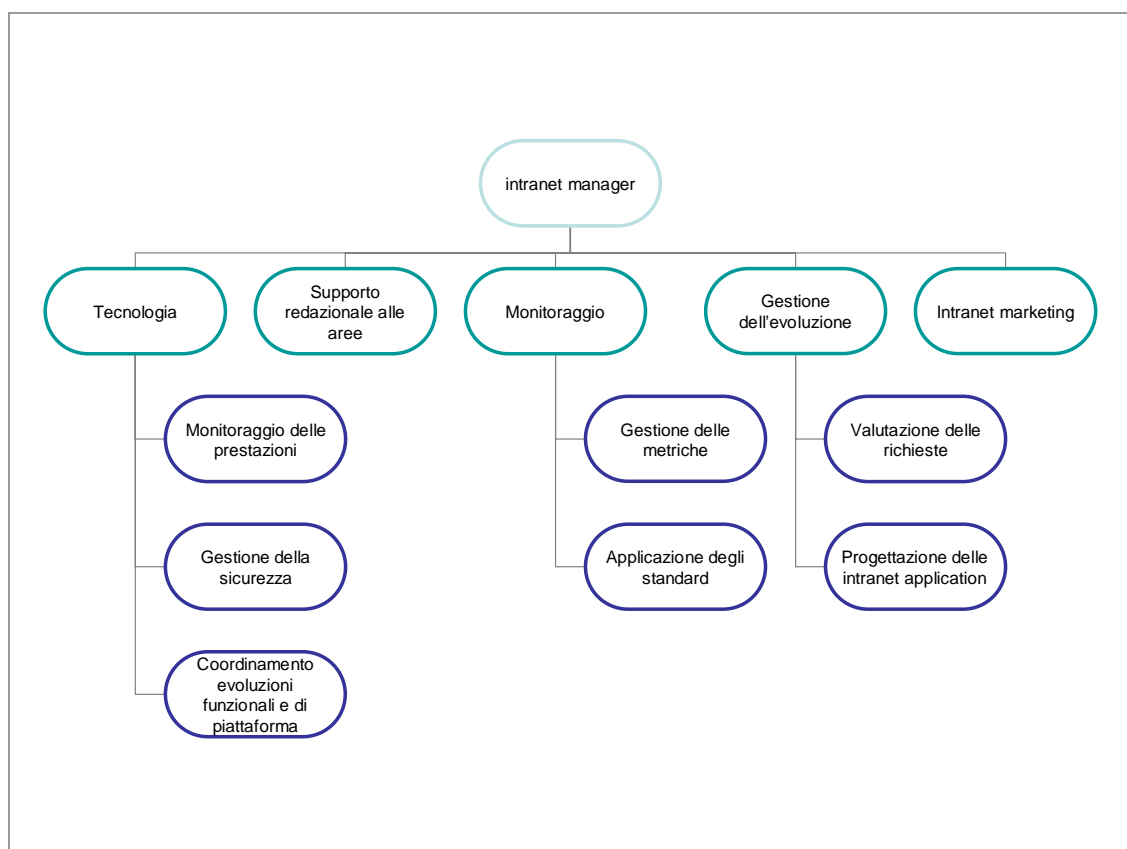 intranet manager
Tecnologia
Supporto
redazionale alle
aree
Monitoraggio
Gestione
dell’evoluzione
Intranet marketing
Monitoraggio delle
prestazioni
Gestione delle
metriche
Valutazione delle
richieste
Gestione della
sicurezza
Applicazione degli
standard
Progettazione delle
intranet application
Coordinamento
evoluzioni
funzionali e di
piattaforma